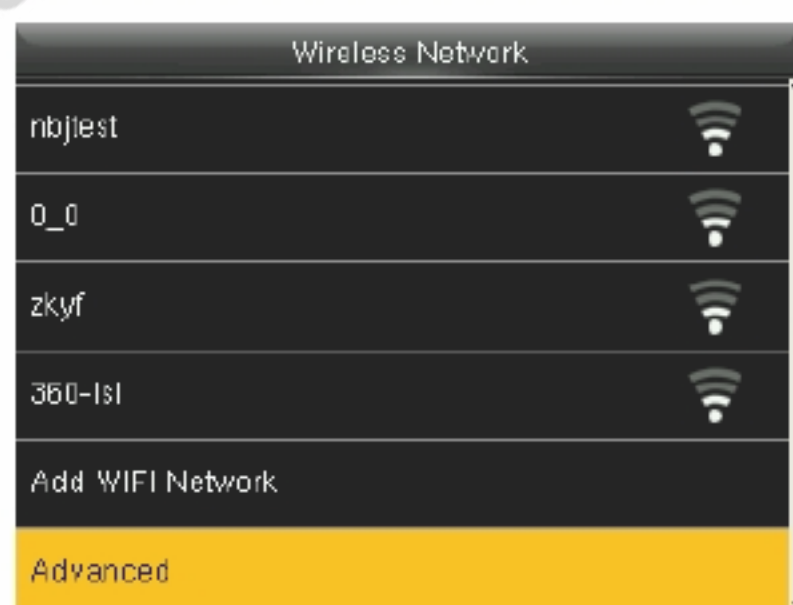 Wireless Network
nbjtest
0_0
zkyf
360-lsl
Add WIFI Network
Advanced